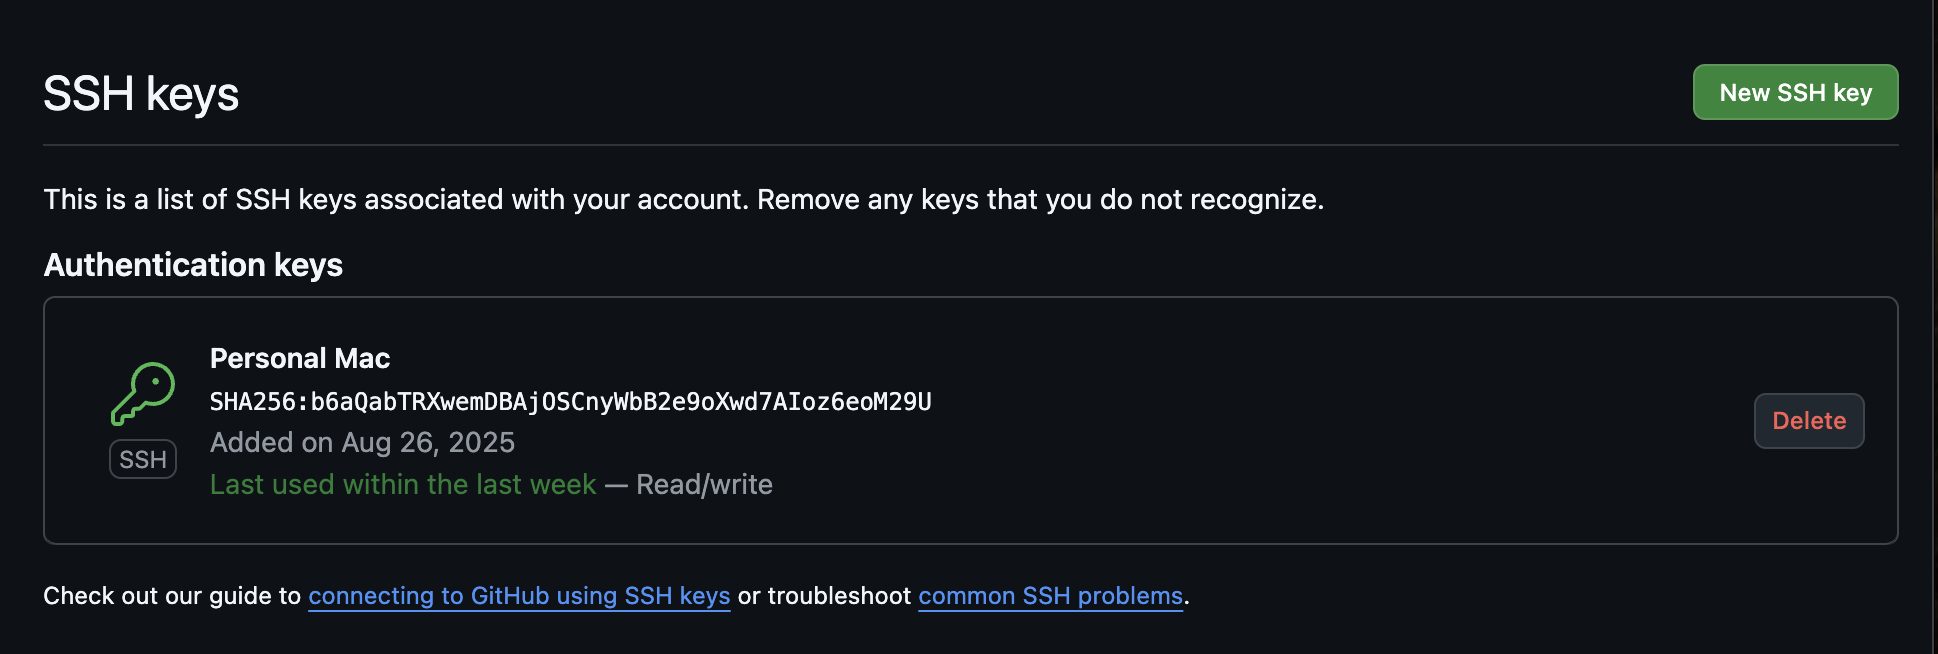 SSH keys
New SSH key
This is a list of SSH keys associated with your account. Remove any keys that you do not recognize.
Authentication keys
Personal Mac
SHA256:b6aQabTRXwemDBAjOSCnyWbB2e9oXwd7AIoz6eoM29U
SSH
Added on Aug 26, 2025
Last used within the last week — Read/write
Delete
Check out our guide to connecting to GitHub using SSH keys or troubleshoot common SSH problems.